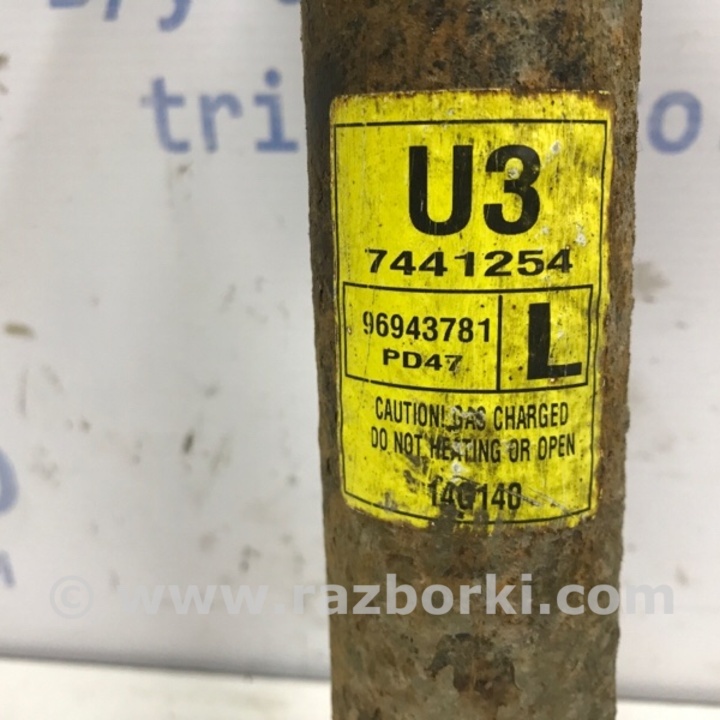 U3
7441254
96943781 L
PD47
CAUTION! GAS CHARGED
DO NOT HEATING OR OPEN
14G140
© www.razborki.com